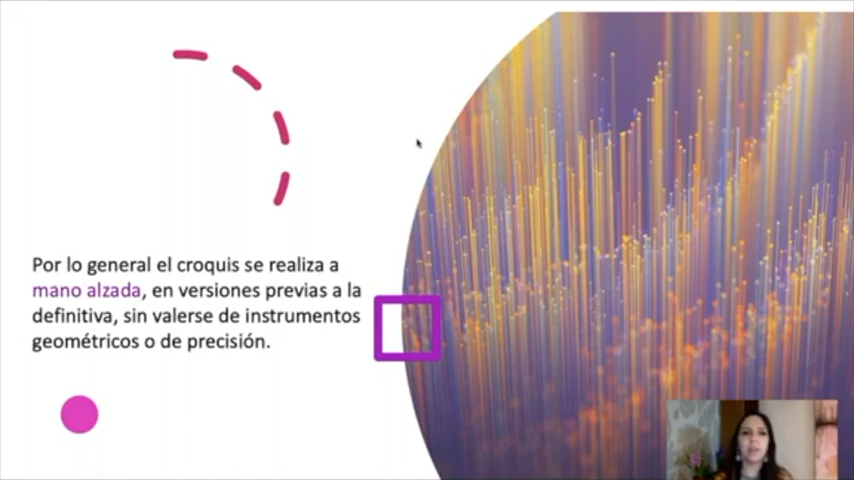 Por lo general el croquis se realiza a
mano alzada, en versiones previas a la
definitiva, sin valerse de instrumentos
geométricos o de precisión.